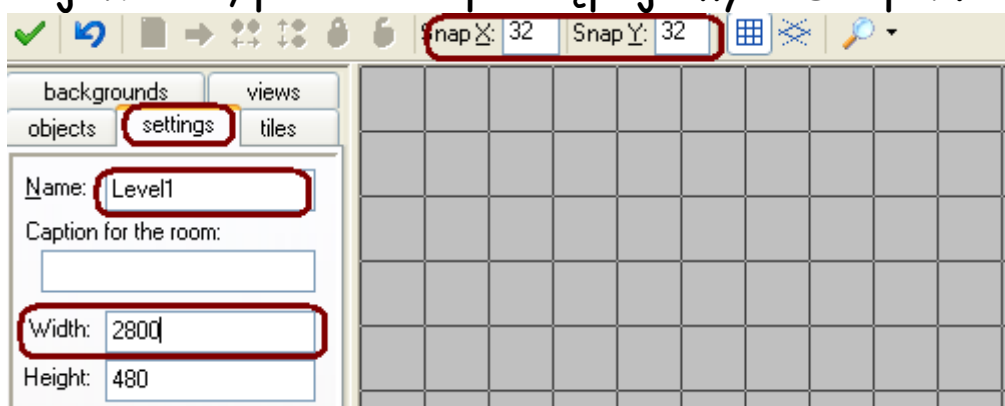 Snap X: 32 Snap Y: 32
backgrounds views
objects settings tiles
Name: Level1
Caption for the room:
Width: 2800
Height: 480